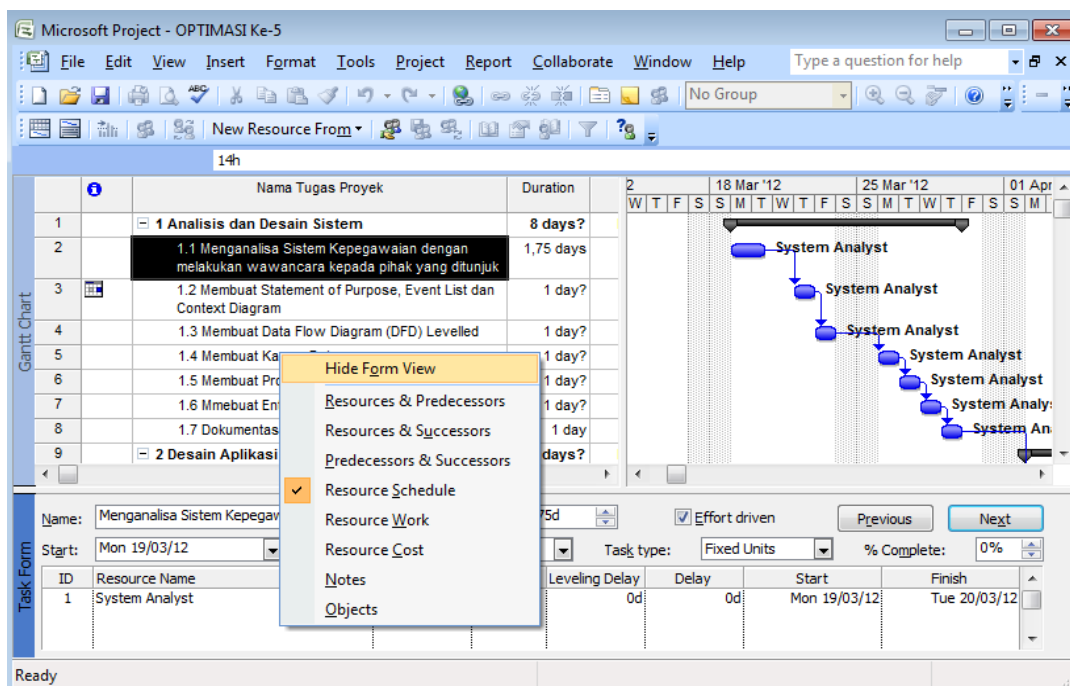 Microsoft Project - OPTIMASI Ke-5
File Edit View Insert Format Tools Project Report Collaborate Window Help Type a question for help
ABC No Group
New Resource From
14h
Nama Tugas Proyek Duration 2 18 Mar '12 25 Mar '12 01 Apr
W T F S S M T W T F S S M T W T F S S M
1 1 Analisis dan Desain Sistem 8 days?
2 1.1 Menganalisa Sistem Kepegawaian dengan 1,75 days System Analyst
melakukan wawancara kepada pihak yang ditunjuk
3 1.2 Membuat Statement of Purpose, Event List dan 1 day? System Analyst
Context Diagram
4 1.3 Membuat Data Flow Diagram (DFD) Levelled 1 day? System Analyst
5 1.4 Membuat 1 day? System Analyst
6 1.5 Membuat 1 day? System Analyst
7 1.6 Mmebuat 1 day? System Analy
8 1.7 Dokumentas 1 day System An
9 2 Desain Aplikasi days?
Gantt Chart
Hide Form View
Resources & Predecessors
Resources & Successors
Predecessors & Successors
Resource Schedule
Resource Work
Resource Cost
Notes
Objects
Task Form
Name: Menganalisa Sistem Kepegaw 75d Effort driven Previous Next
Start: Mon 19/03/12 Task type: Fixed Units % Complete: 0%
ID Resource Name Leveling Delay Delay Start Finish
1 System Analyst 0d 0d Mon 19/03/12 Tue 20/03/12
Ready